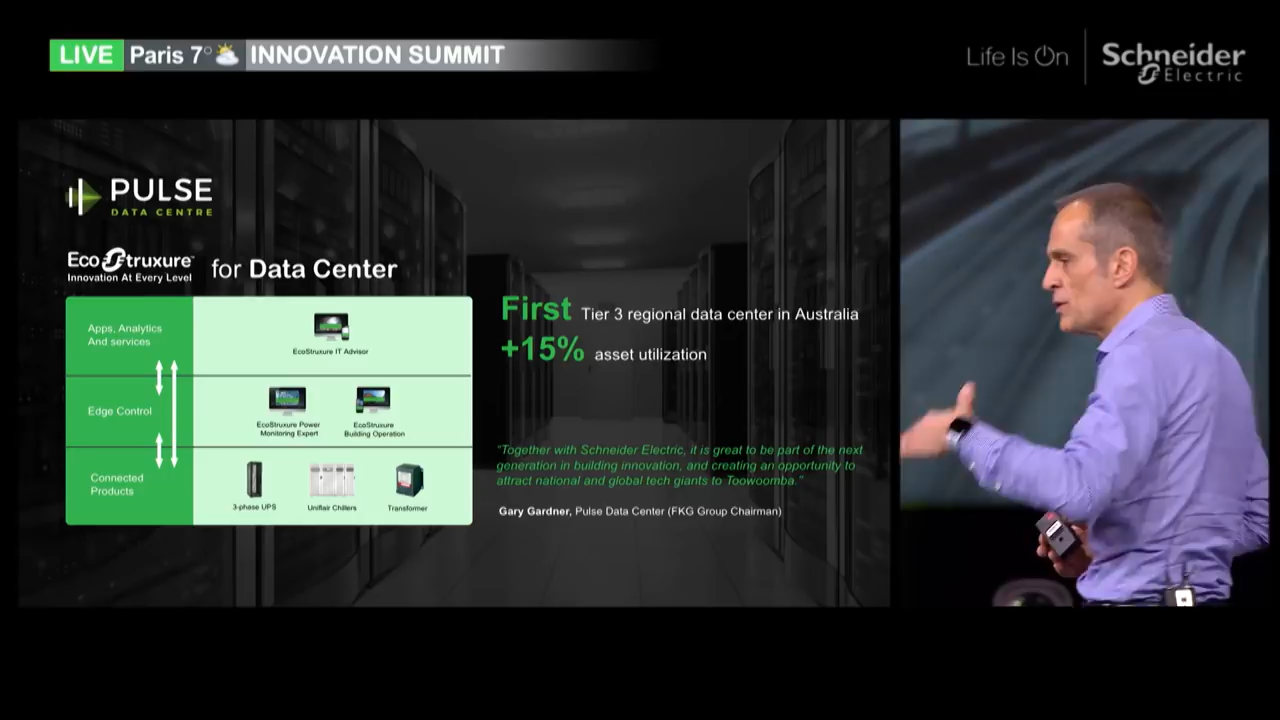 LIVE Paris 7° INNOVATION SUMMIT
Life Is On
Schneider
Electric
PULSE
DATA CENTRE
EcoStruxure™
Innovation At Every Level
for Data Center
Apps, Analytics
And services
EcoStruxure IT Advisor
Edge Control
EcoStruxure Power
Monitoring Expert
EcoStruxure
Building Operation
Connected
Products
3-phase UPS
Uniflair Chillers
Transformer
First Tier 3 regional data center in Australia
+15% asset utilization
"Together with Schneider Electric, it is great to be part of the next
generation in building innovation, and creating an opportunity to
attract national and global tech giants to Toowoomba."
Gary Gardner, Pulse Data Center (FKG Group Chairman)